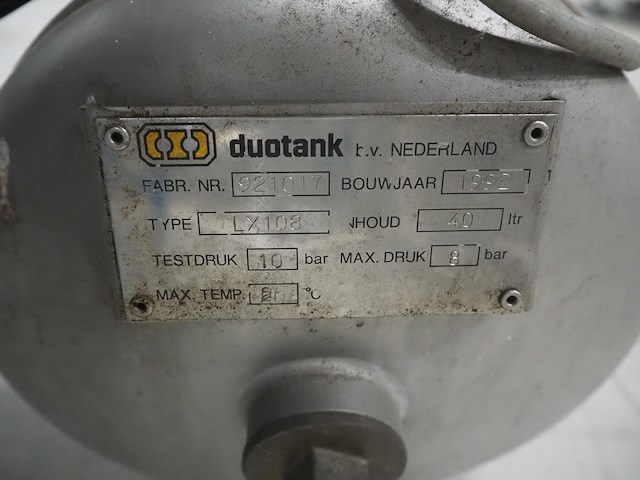 duotank b.v. NEDERLAND
FABR. NR. 921017 BOUWJAAR 1992
TYPE LX108 INHOUD 40 ltr
TESTDRUK 10 bar MAX. DRUK 8 bar
MAX. TEMP. °C